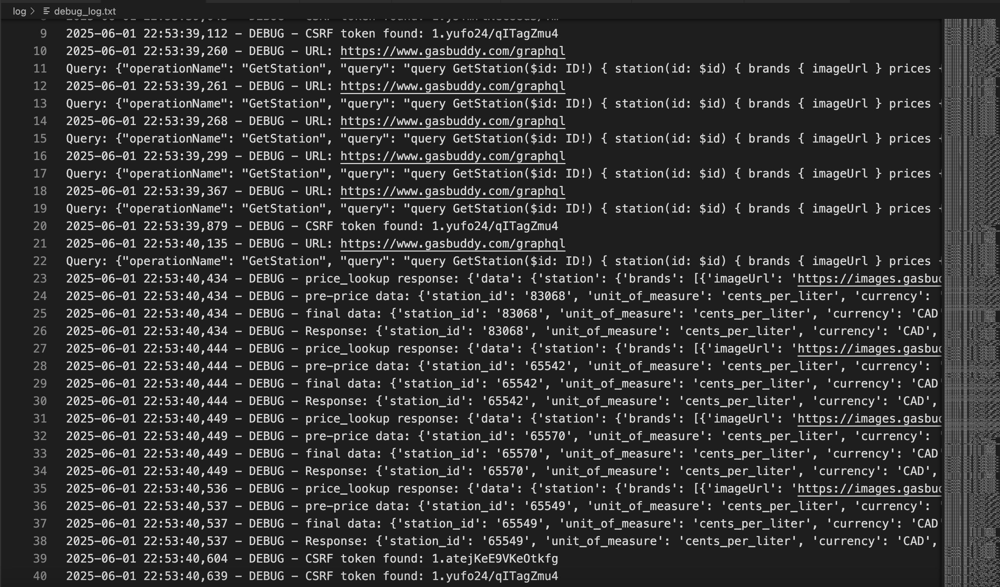 log > debug_log.txt
9 2025-06-01 22:53:39,112 - DEBUG - CSRF token found: 1.yufo24/qITagZmu4
10 2025-06-01 22:53:39,260 - DEBUG - URL: https://www.gasbuddy.com/graphql
11 Query: {"operationName": "GetStation", "query": "query GetStation($id: ID!) { station(id: $id) { brands { imageUrl } prices {
12 2025-06-01 22:53:39,261 - DEBUG - URL: https://www.gasbuddy.com/graphql
13 Query: {"operationName": "GetStation", "query": "query GetStation($id: ID!) { station(id: $id) { brands { imageUrl } prices {
14 2025-06-01 22:53:39,268 - DEBUG - URL: https://www.gasbuddy.com/graphql
15 Query: {"operationName": "GetStation", "query": "query GetStation($id: ID!) { station(id: $id) { brands { imageUrl } prices {
16 2025-06-01 22:53:39,299 - DEBUG - URL: https://www.gasbuddy.com/graphql
17 Query: {"operationName": "GetStation", "query": "query GetStation($id: ID!) { station(id: $id) { brands { imageUrl } prices {
18 2025-06-01 22:53:39,367 - DEBUG - URL: https://www.gasbuddy.com/graphql
19 Query: {"operationName": "GetStation", "query": "query GetStation($id: ID!) { station(id: $id) { brands { imageUrl } prices {
20 2025-06-01 22:53:39,879 - DEBUG - CSRF token found: 1.yufo24/qITagZmu4
21 2025-06-01 22:53:40,135 - DEBUG - URL: https://www.gasbuddy.com/graphql
22 Query: {"operationName": "GetStation", "query": "query GetStation($id: ID!) { station(id: $id) { brands { imageUrl } prices {
23 2025-06-01 22:53:40,434 - DEBUG - price_lookup response: {'data': {'station': {'brands': [{'imageUrl': 'https://images.gasbud
24 2025-06-01 22:53:40,434 - DEBUG - pre-price data: {'station_id': '83068', 'unit_of_measure': 'cents_per_liter', 'currency': '
25 2025-06-01 22:53:40,434 - DEBUG - final data: {'station_id': '83068', 'unit_of_measure': 'cents_per_liter', 'currency': 'CAD'
26 2025-06-01 22:53:40,434 - DEBUG - Response: {'station_id': '83068', 'unit_of_measure': 'cents_per_liter', 'currency': 'CAD',
27 2025-06-01 22:53:40,444 - DEBUG - price_lookup response: {'data': {'station': {'brands': [{'imageUrl': 'https://images.gasbud
28 2025-06-01 22:53:40,444 - DEBUG - pre-price data: {'station_id': '65542', 'unit_of_measure': 'cents_per_liter', 'currency': '
29 2025-06-01 22:53:40,444 - DEBUG - final data: {'station_id': '65542', 'unit_of_measure': 'cents_per_liter', 'currency': 'CAD'
30 2025-06-01 22:53:40,444 - DEBUG - Response: {'station_id': '65542', 'unit_of_measure': 'cents_per_liter', 'currency': 'CAD',
31 2025-06-01 22:53:40,449 - DEBUG - price_lookup response: {'data': {'station': {'brands': [{'imageUrl': 'https://images.gasbud
32 2025-06-01 22:53:40,449 - DEBUG - pre-price data: {'station_id': '65570', 'unit_of_measure': 'cents_per_liter', 'currency': '
33 2025-06-01 22:53:40,449 - DEBUG - final data: {'station_id': '65570', 'unit_of_measure': 'cents_per_liter', 'currency': 'CAD'
34 2025-06-01 22:53:40,449 - DEBUG - Response: {'station_id': '65570', 'unit_of_measure': 'cents_per_liter', 'currency': 'CAD',
35 2025-06-01 22:53:40,536 - DEBUG - price_lookup response: {'data': {'station': {'brands': [{'imageUrl': 'https://images.gasbud
36 2025-06-01 22:53:40,537 - DEBUG - pre-price data: {'station_id': '65549', 'unit_of_measure': 'cents_per_liter', 'currency': '
37 2025-06-01 22:53:40,537 - DEBUG - final data: {'station_id': '65549', 'unit_of_measure': 'cents_per_liter', 'currency': 'CAD'
38 2025-06-01 22:53:40,537 - DEBUG - Response: {'station_id': '65549', 'unit_of_measure': 'cents_per_liter', 'currency': 'CAD',
39 2025-06-01 22:53:40,604 - DEBUG - CSRF token found: 1.atejKeE9VKeOtkfg
40 2025-06-01 22:53:40,639 - DEBUG - CSRF token found: 1.yufo24/qITagZmu4